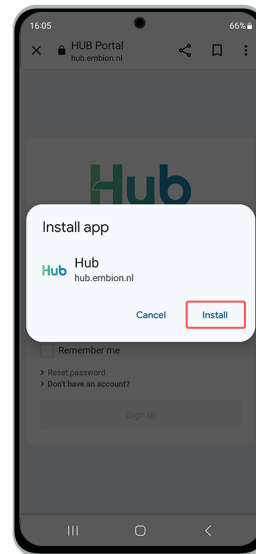 16:05
66%
HUB Portal
hub.embion.nl
Hub
Install app
Hub
Hub
hub.embion.nl
Cancel
Install
Remember me
Reset password
Don't have an account?
Sign in